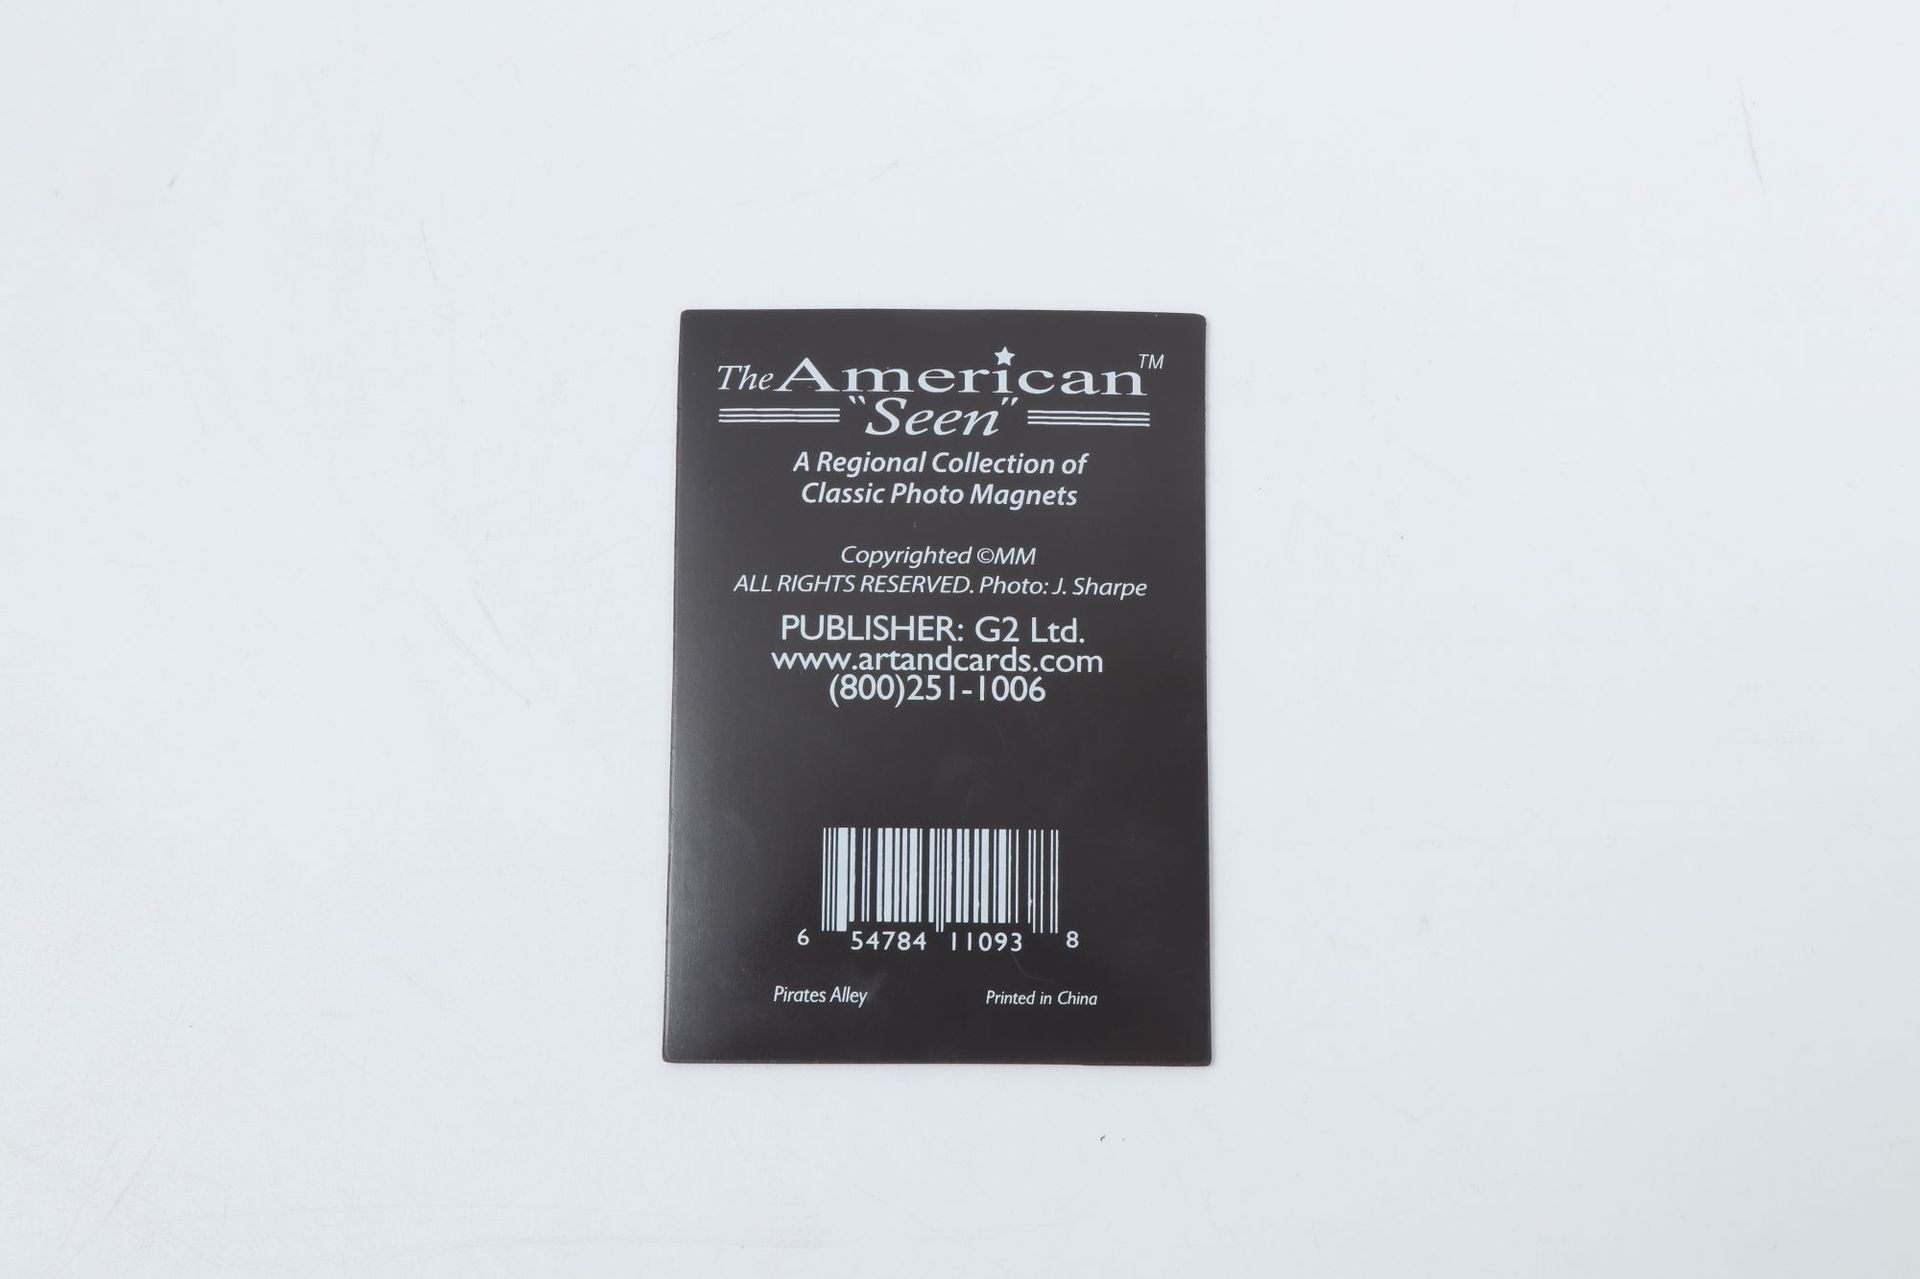 The American™
"Seen"
A Regional Collection of
Classic Photo Magnets
Copyrighted ©MM
ALL RIGHTS RESERVED. Photo: J. Sharpe
PUBLISHER: G2 Ltd.
www.artandcards.com
(800)251-1006
6 54784 11093 8
Pirates Alley Printed in China